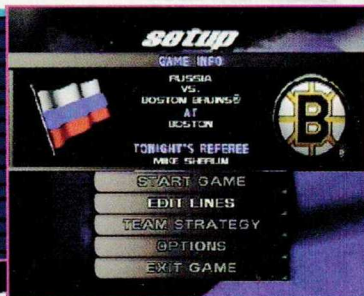 setup
GAME INFO
RUSSIA
VS.
BOSTON BRUINS®
AT
BOSTON
TONIGHT'S REFEREE
MIKE
START GAME
EDIT LINES
TEAM STRATEGY
OPTIONS
EXIT GAME
B